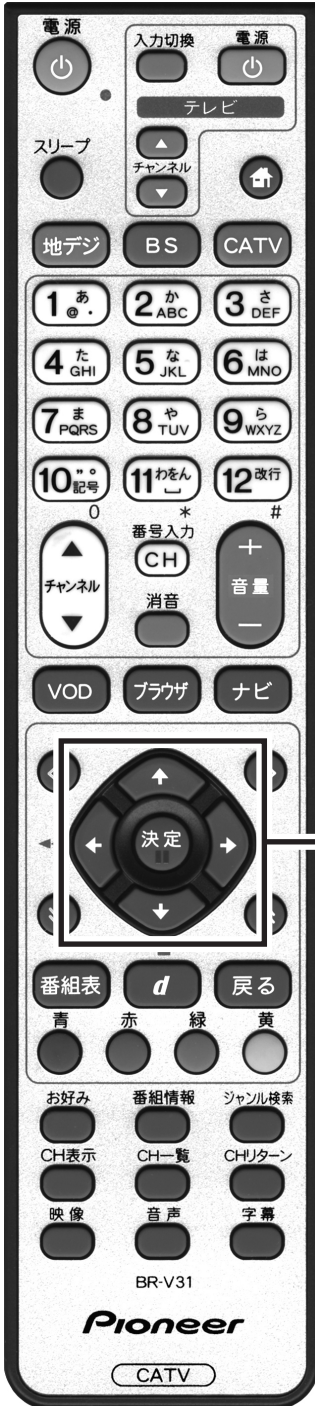 電源
入力切換 電源
テレビ
スリープ
チャンネル
地デジ BS CATV
1 あ @ . 2 か ABC 3 さ DEF
4 た GHI 5 な JKL 6 は MNO
7 ま PQRS 8 や TUV 9 ら WXYZ
10 ゛゜ 記号 11 わをん ␣ 12 改行
0 * #
番号入力
チャンネル CH + 音量 -
消音
VOD ブラウザ ナビ
決定
番組表 d 戻る
青 赤 緑 黄
お好み 番組情報 ジャンル検索
CH表示 CH一覧 CHリターン
映像 音声 字幕
BR-V31
Pioneer
CATV